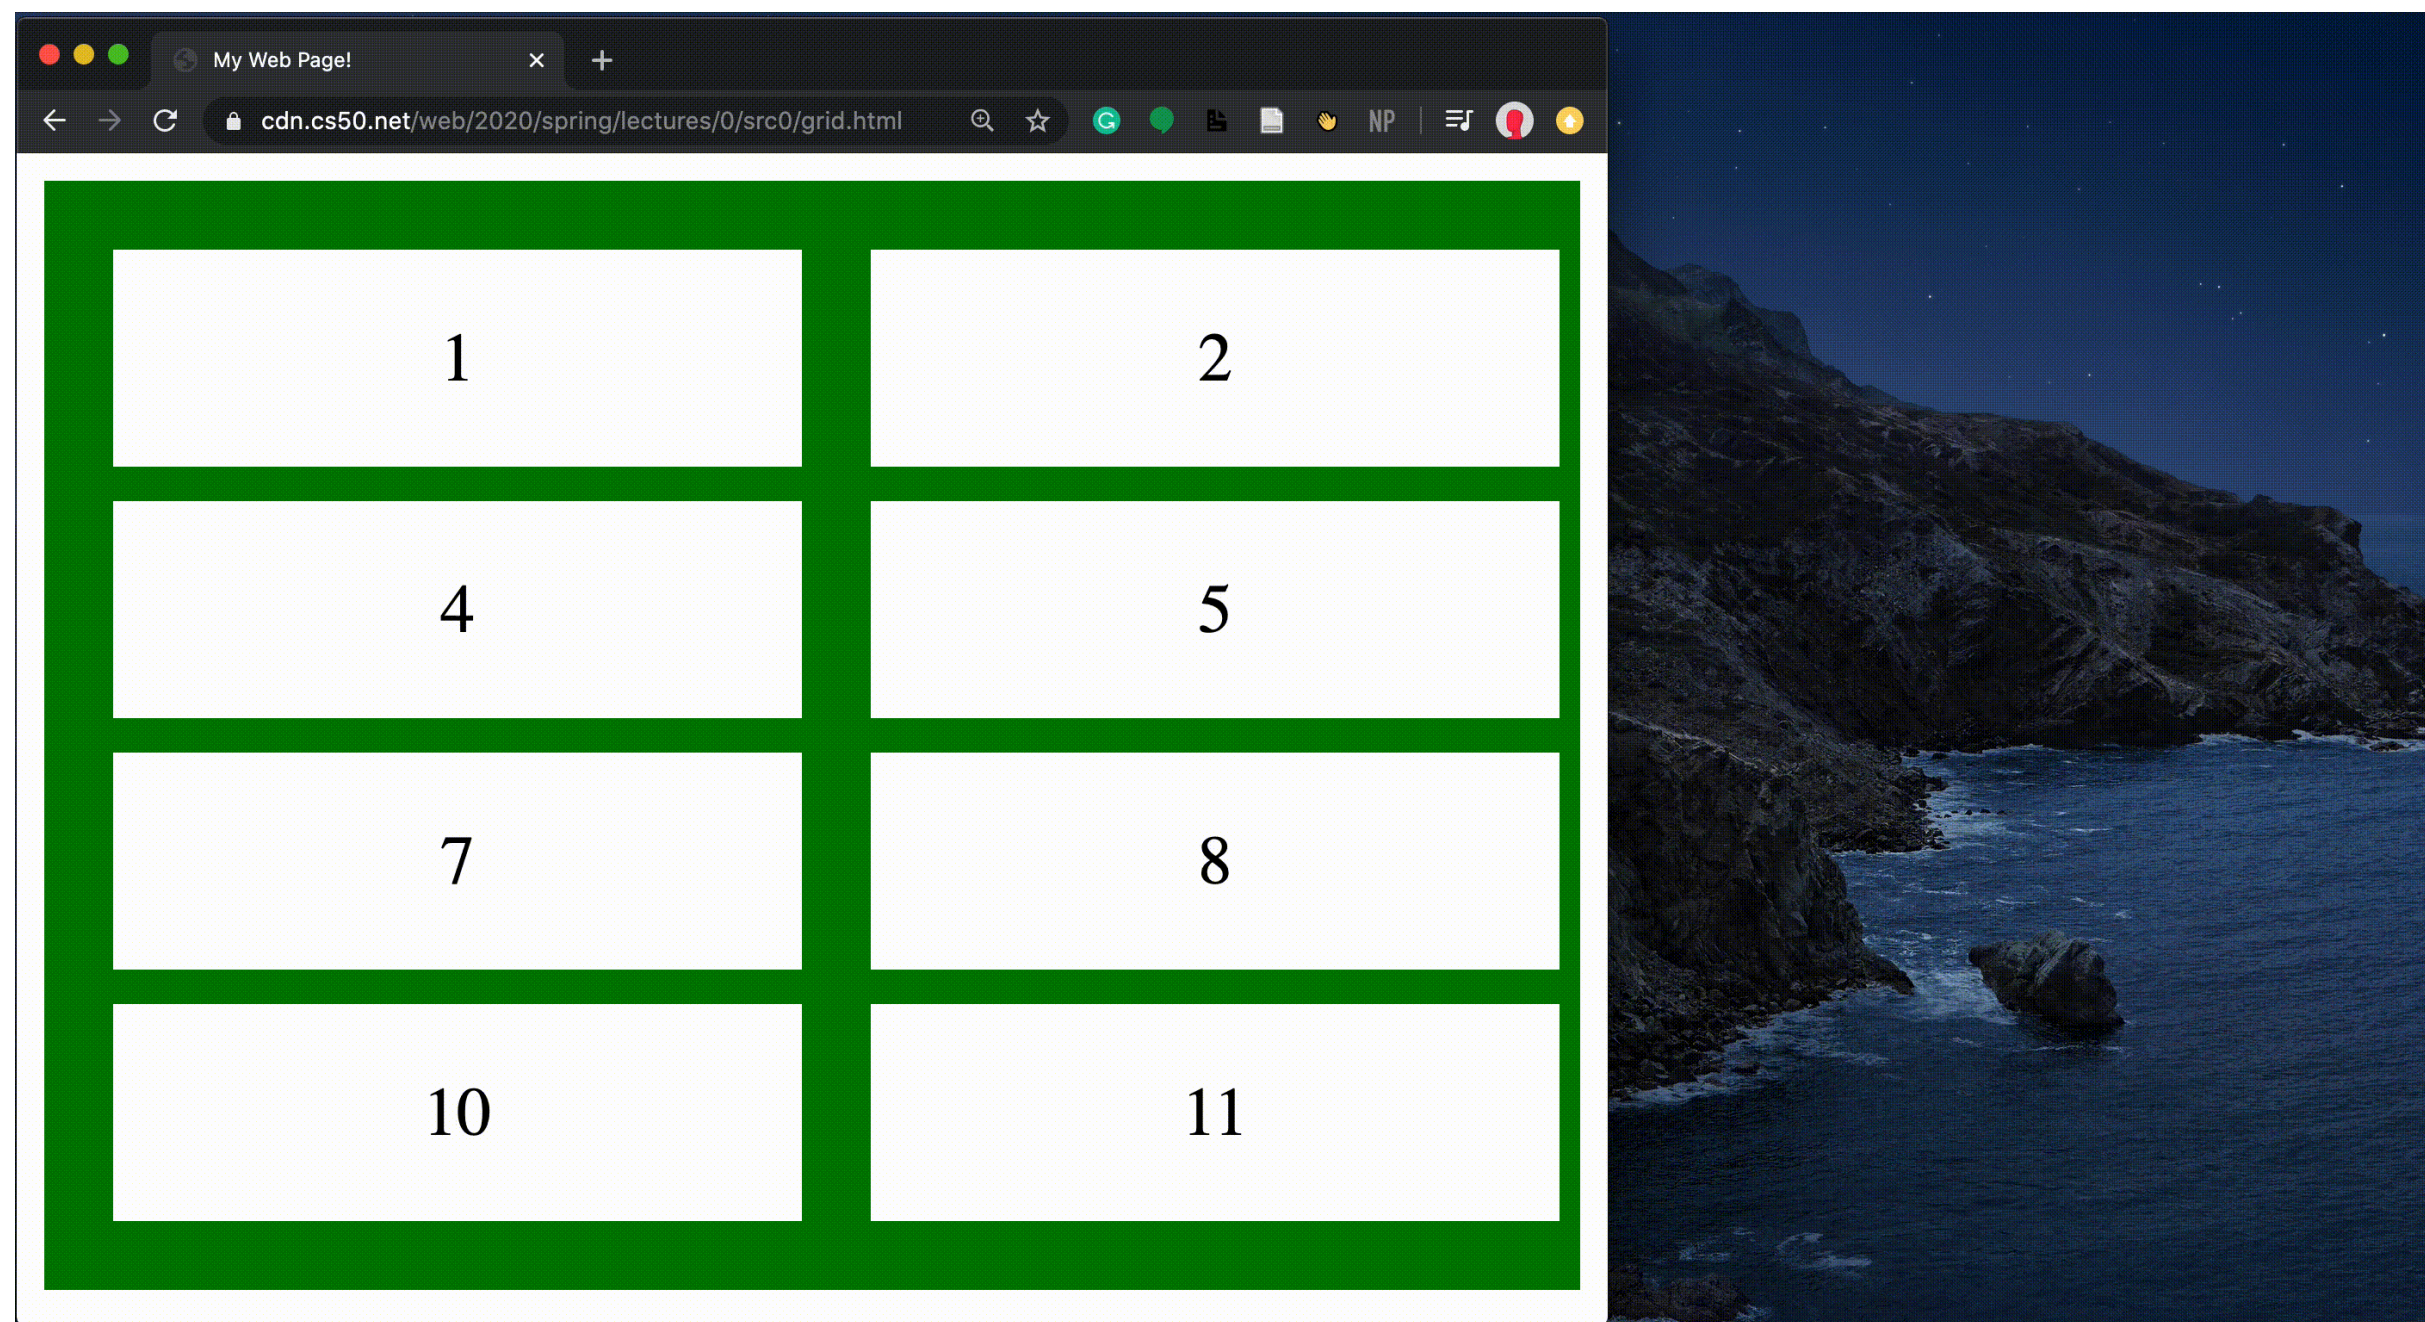 My Web Page!
cdn.cs50.net/web/2020/spring/lectures/0/src0/grid.html
NP
1 2
4 5
7 8
10 11